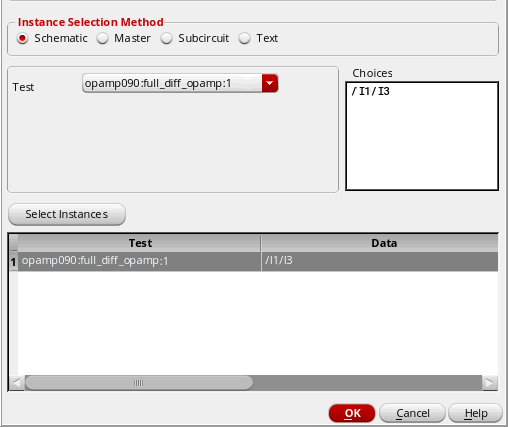 Instance Selection Method
Schematic Master Subcircuit Text
Choices
Test opamp090:full_diff_opamp:1
/I1/I3
Select Instances
Test Data
1 opamp090:full_diff_opamp:1 /I1/I3
OK Cancel Help